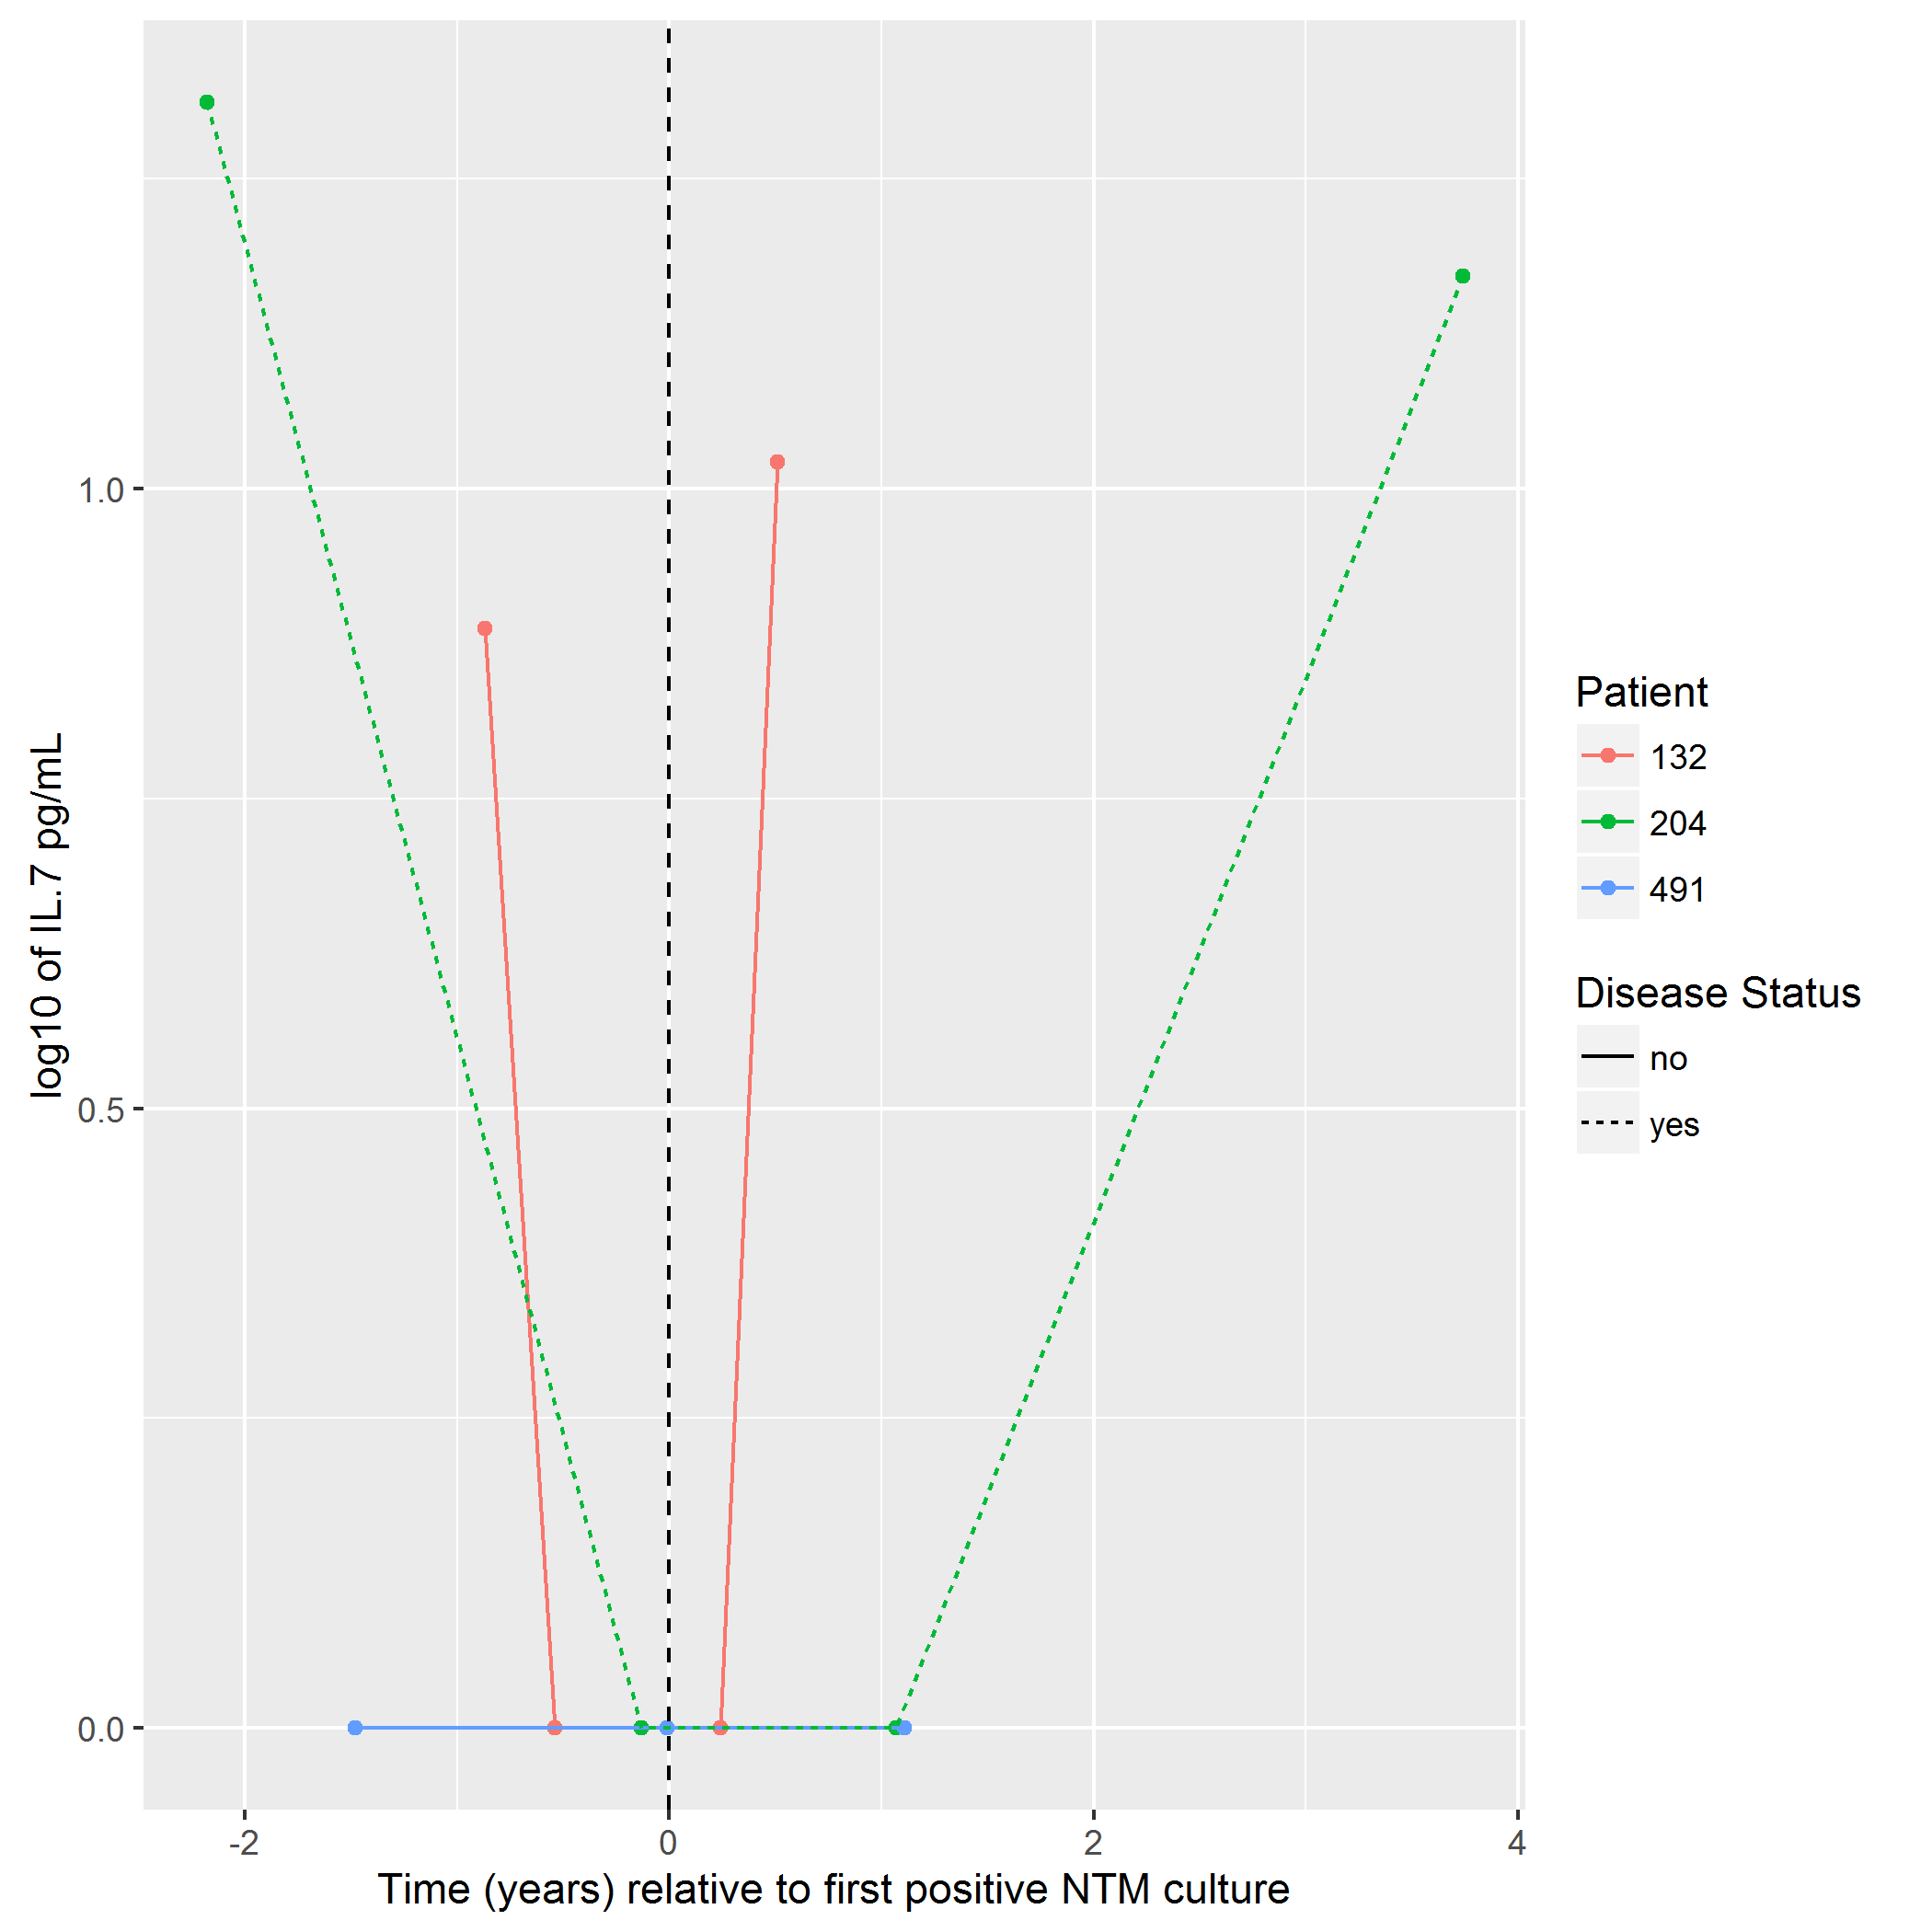 log10 of IL.7 pg/mL
1.0
0.5
0.0
-2
0
2
4
Time (years) relative to first positive NTM culture
Patient
132
204
491
Disease Status
no
yes